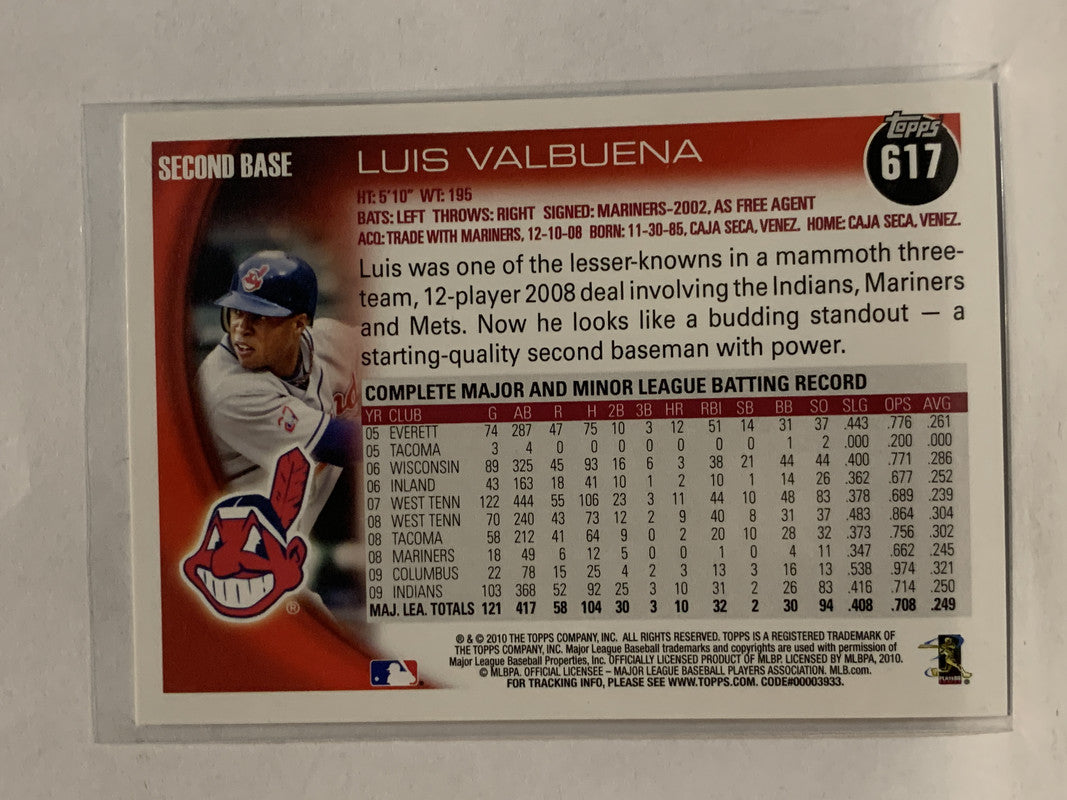 SECOND BASE
LUIS VALBUENA
Topps
617
HT: 5'10" WT: 195
BATS: LEFT THROWS: RIGHT SIGNED: MARINERS-2002, AS FREE AGENT
ACQ: TRADE WITH MARINERS, 12-10-08 BORN: 11-30-85, CAJA SECA, VENEZ. HOME: CAJA SECA, VENEZ.
Luis was one of the lesser-knowns in a mammoth three-
team, 12-player 2008 deal involving the Indians, Mariners
and Mets. Now he looks like a budding standout — a
starting-quality second baseman with power.
COMPLETE MAJOR AND MINOR LEAGUE BATTING RECORD
YR CLUB G AB R H 2B 3B HR RBI SB BB SO SLG OPS AVG
05 EVERETT 74 287 47 75 10 3 12 51 14 31 37 .443 .776 .261
05 TACOMA 3 4 0 0 0 0 0 0 0 1 2 .000 .200 .000
06 WISCONSIN 89 325 45 93 16 6 3 38 21 44 44 .400 .771 .286
06 INLAND 43 163 18 41 10 1 2 10 1 14 26 .362 .677 .252
07 WEST TENN 122 444 55 106 23 3 11 44 10 48 83 .378 .689 .239
08 WEST TENN 70 240 43 73 12 2 9 40 8 31 37 .483 .864 .304
08 TACOMA 58 212 41 64 9 0 2 20 10 28 32 .373 .756 .302
08 MARINERS 18 49 6 12 5 0 0 1 0 4 11 .347 .662 .245
09 COLUMBUS 22 78 15 25 4 2 3 13 3 16 13 .538 .974 .321
09 INDIANS 103 368 52 92 25 3 10 31 2 26 83 .416 .714 .250
MAJ. LEA. TOTALS 121 417 58 104 30 3 10 32 2 30 94 .408 .708 .249
® & © 2010 THE TOPPS COMPANY, INC. ALL RIGHTS RESERVED. TOPPS IS A REGISTERED TRADEMARK OF
THE TOPPS COMPANY, INC. Major League Baseball trademarks and copyrights are used with permission of
Major League Baseball Properties, Inc. OFFICIALLY LICENSED PRODUCT OF MLBP. LICENSED BY MLBPA, 2010.
© MLBPA. OFFICIAL LICENSEE – MAJOR LEAGUE BASEBALL PLAYERS ASSOCIATION. MLB.com.
FOR TRACKING INFO, PLEASE SEE WWW.TOPPS.COM. CODE#00003933.